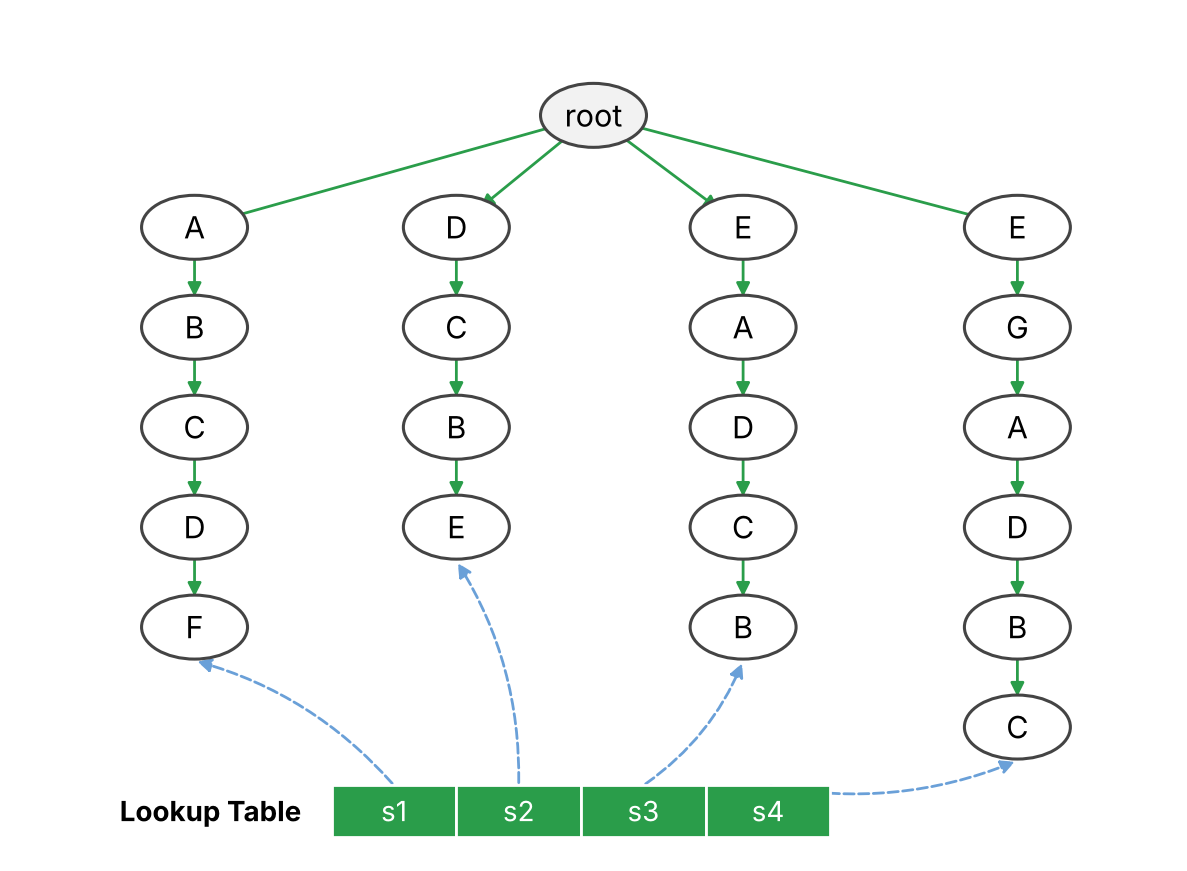 root
A D E E
B C A G
C B D A
D E C D
F B B
C
Lookup Table s1 s2 s3 s4